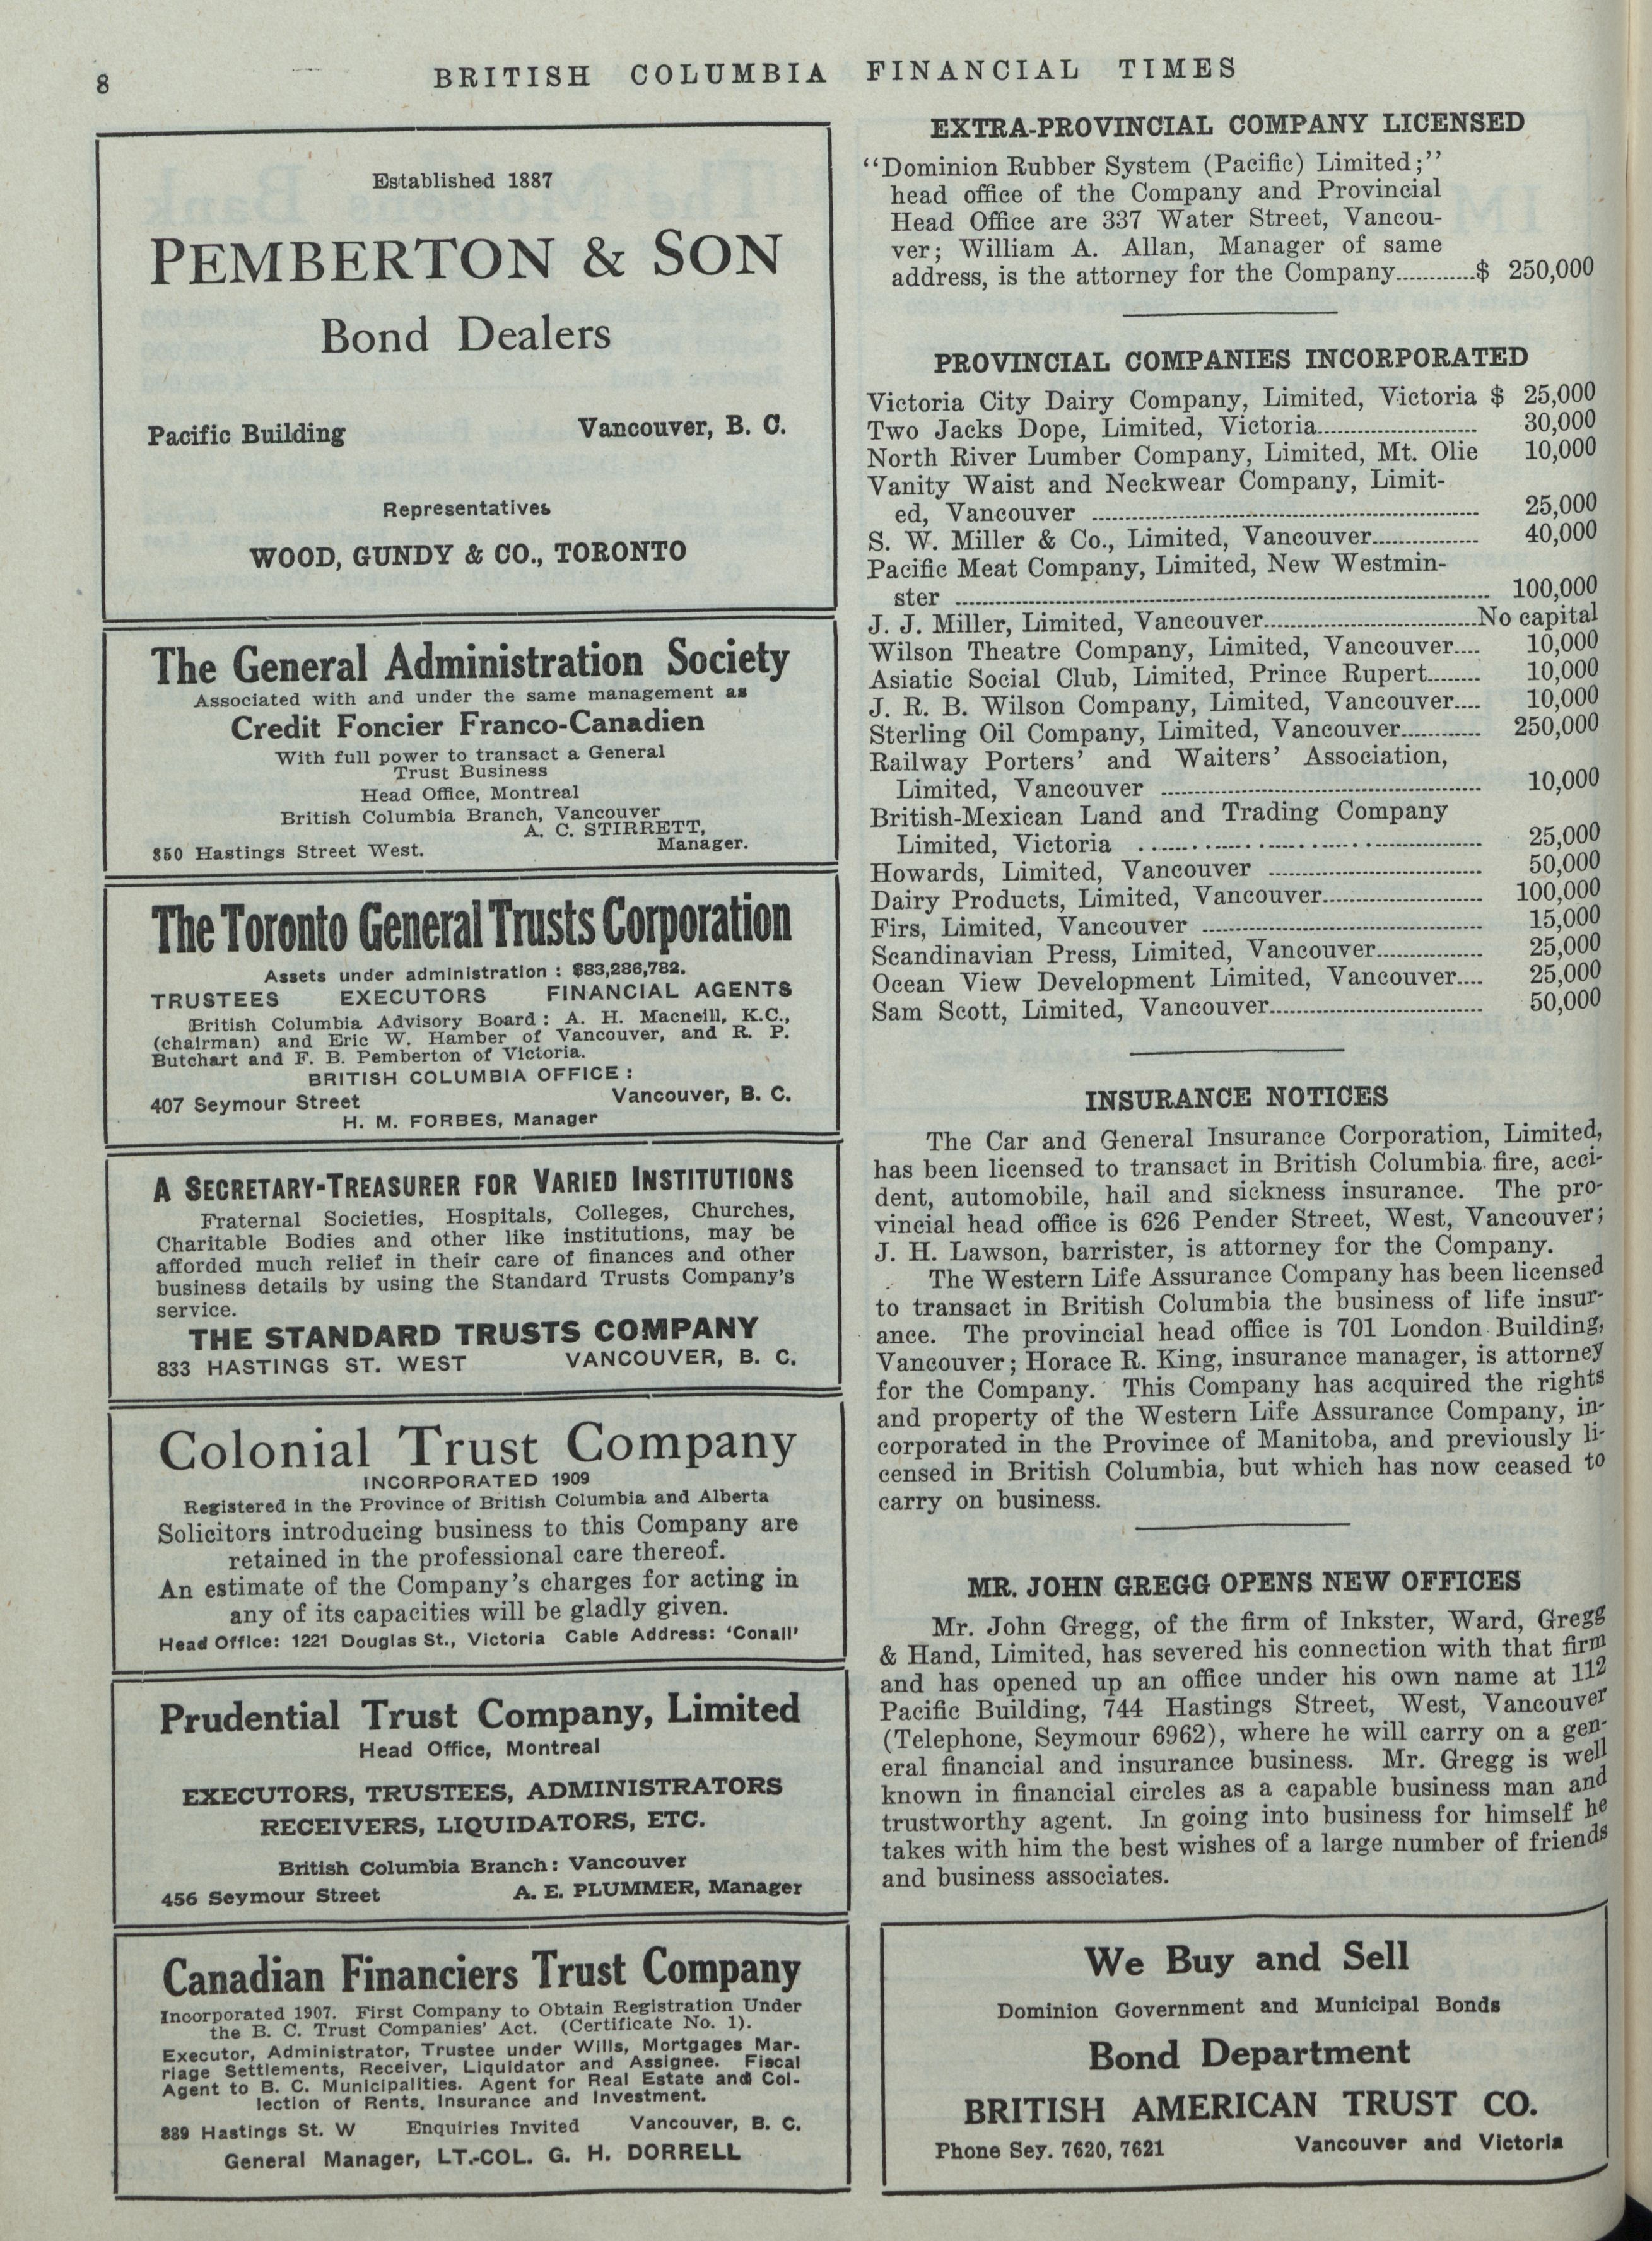 8
BRITISH COLUMBIA FINANCIAL TIMES
Established 1887
PEMBERTON & SON
Bond Dealers
Pacific Building Vancouver, B. C.
Representatives
WOOD, GUNDY & CO., TORONTO
The General Administration Society
Associated with and under the same management as
Credit Foncier Franco-Canadien
With full power to transact a General
Trust Business
Head Office, Montreal
British Columbia Branch, Vancouver
A. C. STIRRETT,
850 Hastings Street West. Manager.
The Toronto General Trusts Corporation
Assets under administration : $83,286,782.
TRUSTEES EXECUTORS FINANCIAL AGENTS
British Columbia Advisory Board : A. H. Macneill, K.C.,
(chairman) and Eric W. Hamber of Vancouver, and R. P.
Butchart and F. B. Pemberton of Victoria.
BRITISH COLUMBIA OFFICE :
407 Seymour Street Vancouver, B. C.
H. M. FORBES, Manager
A SECRETARY-TREASURER FOR VARIED INSTITUTIONS
Fraternal Societies, Hospitals, Colleges, Churches,
Charitable Bodies and other like institutions, may be
afforded much relief in their care of finances and other
business details by using the Standard Trusts Company's
service.
THE STANDARD TRUSTS COMPANY
833 HASTINGS ST. WEST VANCOUVER, B. C.
Colonial Trust Company
INCORPORATED 1909
Registered in the Province of British Columbia and Alberta
Solicitors introducing business to this Company are
retained in the professional care thereof.
An estimate of the Company's charges for acting in
any of its capacities will be gladly given.
Head Office: 1221 Douglas St., Victoria Cable Address: 'Conail'
Prudential Trust Company, Limited
Head Office, Montreal
EXECUTORS, TRUSTEES, ADMINISTRATORS
RECEIVERS, LIQUIDATORS, ETC.
British Columbia Branch : Vancouver
456 Seymour Street A. E. PLUMMER, Manager
Canadian Financiers Trust Company
Incorporated 1907. First Company to Obtain Registration Under
the B. C. Trust Companies' Act. (Certificate No. 1).
Executor, Administrator, Trustee under Wills, Mortgages Mar-
riage Settlements, Receiver, Liquidator and Assignee. Fiscal
Agent to B. C. Municipalities. Agent for Real Estate and Col-
lection of Rents, Insurance and Investment.
839 Hastings St. W Enquiries Invited Vancouver, B. C.
General Manager, LT.-COL. G. H. DORRELL
EXTRA-PROVINCIAL COMPANY LICENSED
"Dominion Rubber System (Pacific) Limited;"
head office of the Company and Provincial
Head Office are 337 Water Street, Vancou-
ver; William A. Allan, Manager of same
address, is the attorney for the Company............$ 250,000
PROVINCIAL COMPANIES INCORPORATED
Victoria City Dairy Company, Limited, Victoria $ 25,000
Two Jacks Dope, Limited, Victoria........................ 30,000
North River Lumber Company, Limited, Mt. Olie 10,000
Vanity Waist and Neckwear Company, Limit-
ed, Vancouver ........................ 25,000
S. W. Miller & Co., Limited, Vancouver................ 40,000
Pacific Meat Company, Limited, New Westmin-
ster ........................ 100,000
J. J. Miller, Limited, Vancouver........................No capital
Wilson Theatre Company, Limited, Vancouver.... 10,000
Asiatic Social Club, Limited, Prince Rupert........ 10,000
J. R. B. Wilson Company, Limited, Vancouver.... 10,000
Sterling Oil Company, Limited, Vancouver............ 250,000
Railway Porters' and Waiters' Association,
Limited, Vancouver ........................ 10,000
British-Mexican Land and Trading Company
Limited, Victoria ........................ 25,000
Howards, Limited, Vancouver ........................ 50,000
Dairy Products, Limited, Vancouver........................ 100,000
Firs, Limited, Vancouver ........................ 15,000
Scandinavian Press, Limited, Vancouver................ 25,000
Ocean View Development Limited, Vancouver.... 25,000
Sam Scott, Limited, Vancouver........................ 50,000
INSURANCE NOTICES
The Car and General Insurance Corporation, Limited,
has been licensed to transact in British Columbia fire, acci-
dent, automobile, hail and sickness insurance. The pro-
vincial head office is 626 Pender Street, West, Vancouver;
J. H. Lawson, barrister, is attorney for the Company.
The Western Life Assurance Company has been licensed
to transact in British Columbia the business of life insur-
ance. The provincial head office is 701 London Building,
Vancouver; Horace R. King, insurance manager, is attorney
for the Company. This Company has acquired the rights
and property of the Western Life Assurance Company, in-
corporated in the Province of Manitoba, and previously li-
censed in British Columbia, but which has now ceased to
carry on business.
MR. JOHN GREGG OPENS NEW OFFICES
Mr. John Gregg, of the firm of Inkster, Ward, Gregg
& Hand, Limited, has severed his connection with that firm
and has opened up an office under his own name at 112
Pacific Building, 744 Hastings Street, West, Vancouver
(Telephone, Seymour 6962), where he will carry on a gen-
eral financial and insurance business. Mr. Gregg is well
known in financial circles as a capable business man and
trustworthy agent. In going into business for himself he
takes with him the best wishes of a large number of friends
and business associates.
We Buy and Sell
Dominion Government and Municipal Bonds
Bond Department
BRITISH AMERICAN TRUST CO.
Phone Sey. 7620, 7621 Vancouver and Victoria